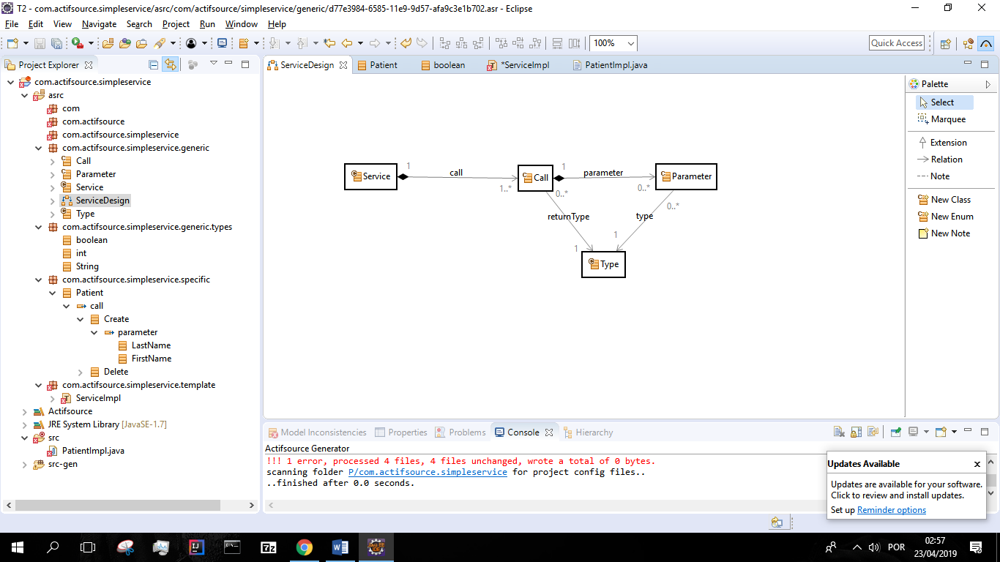 T2 - com.actifsource.simpleservice/asrc/com/actifsource/simpleservice/generic/d77e3984-6585-11e9-9d57-afa9c3e1b702.asr - Eclipse
File Edit View Navigate Search Project Run Window Help
100%
Quick Access
Project Explorer
com.actifsource.simpleservice
asrc
com
com.actifsource
com.actifsource.simpleservice
com.actifsource.simpleservice.generic
Call
Parameter
Service
ServiceDesign
Type
com.actifsource.simpleservice.generic.types
boolean
int
String
com.actifsource.simpleservice.specific
Patient
call
Create
parameter
LastName
FirstName
Delete
com.actifsource.simpleservice.template
ServiceImpl
Actifsource
JRE System Library [JavaSE-1.7]
src
PatientImpl.java
src-gen
ServiceDesign Patient boolean *ServiceImpl PatientImpl.java
1 1
Service call Call parameter Parameter
1..* 0..* 0..*
0..*
returnType type
1
1
Type
Palette
Select
Marquee
Extension
Relation
Note
New Class
New Enum
New Note
Model Inconsistencies Properties Problems Console Hierarchy
Actifsource Generator
!!! 1 error, processed 4 files, 4 files unchanged, wrote a total of 0 bytes.
scanning folder P/com.actifsource.simpleservice for project config files..
..finished after 0.0 seconds.
Updates Available
Updates are available for your software.
Click to review and install updates.
Set up Reminder options
7z
JAVA EE
IDE
POR
02:57
23/04/2019